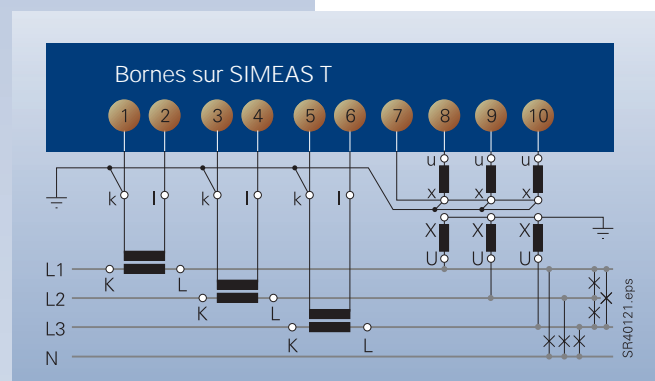 Bornes sur SIMEAS T
1 2 3 4 5 6 7 8 9 10
u u u
k l k l k l x x x
X X X
U U U
L1
K L
L2
K L
L3
K L
N
SR40121.eps